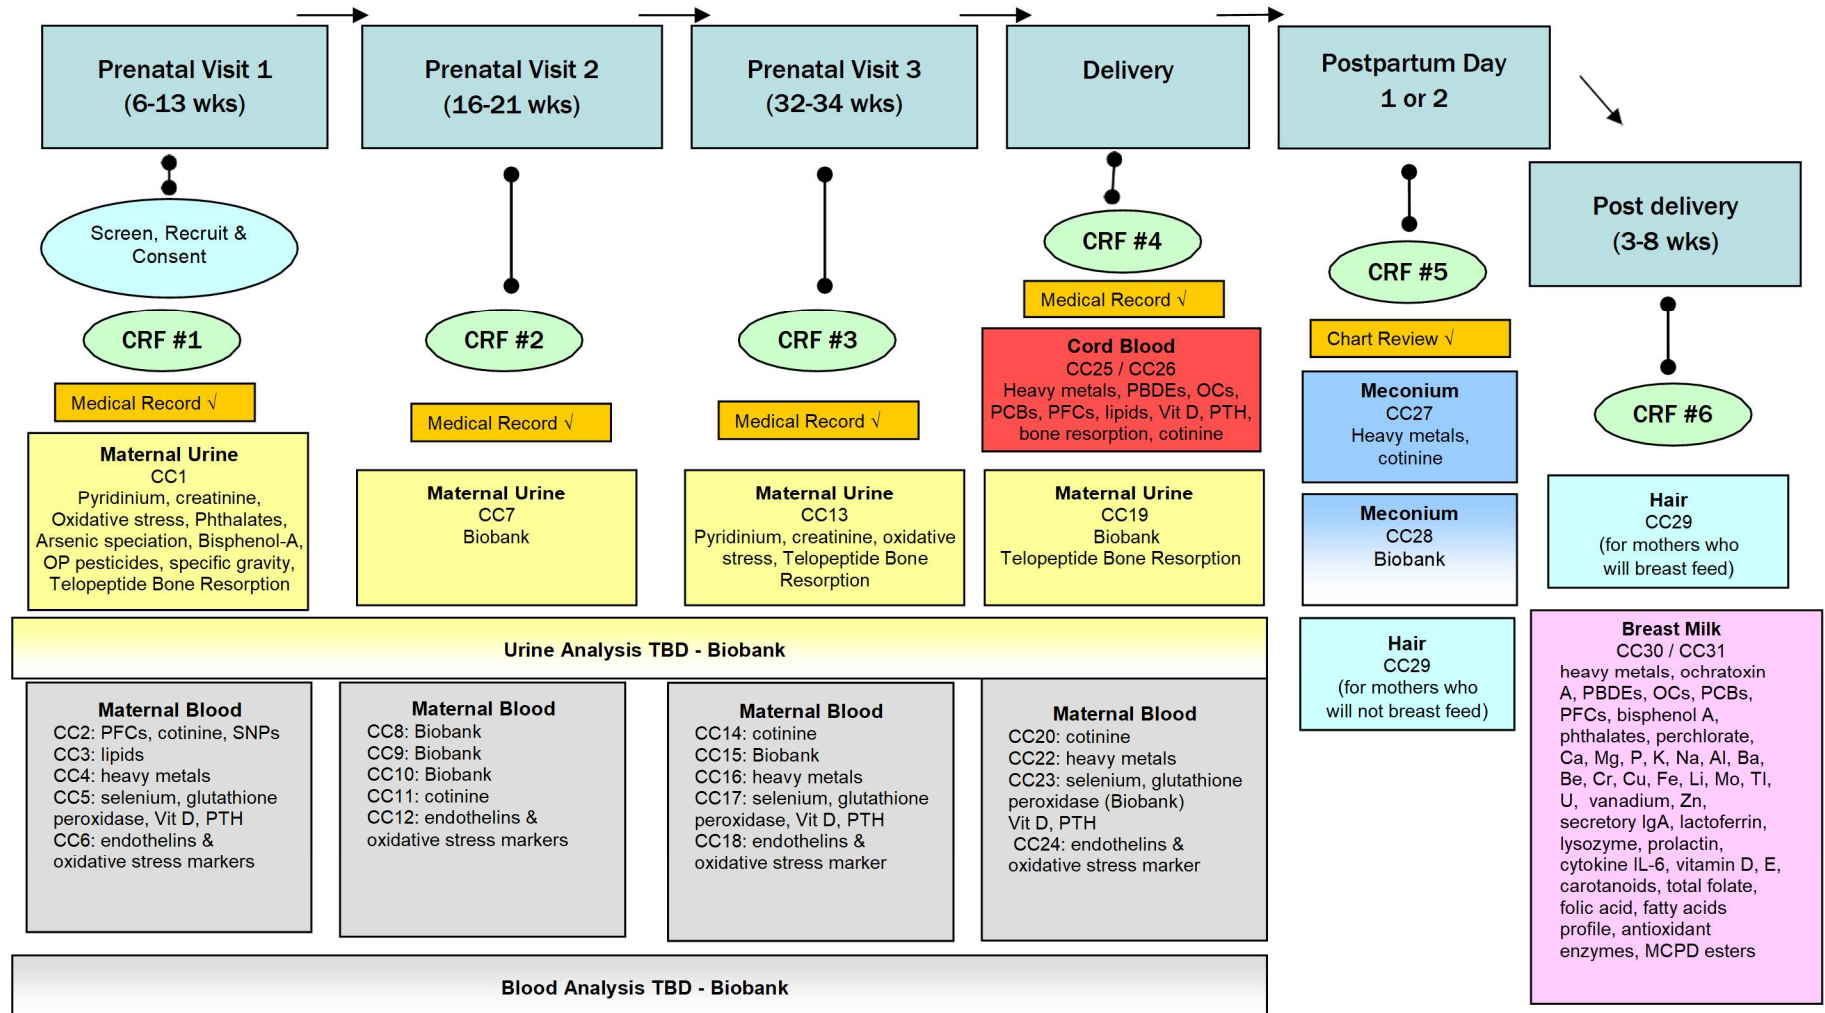 Prenatal Visit 1
(6-13 wks)
Screen, Recruit &
Consent
CRF #1
Medical Record √
Maternal Urine
CC1
Pyridinium, creatinine,
Oxidative stress, Phthalates,
Arsenic speciation, Bisphenol-A,
OP pesticides, specific gravity,
Telopeptide Bone Resorption
Prenatal Visit 2
(16-21 wks)
CRF #2
Medical Record √
Maternal Urine
CC7
Biobank
Prenatal Visit 3
(32-34 wks)
CRF #3
Medical Record √
Maternal Urine
CC13
Pyridinium, creatinine, oxidative
stress, Telopeptide Bone
Resorption
Delivery
CRF #4
Medical Record √
Cord Blood
CC25 / CC26
Heavy metals, PBDEs, OCs,
PCBs, PFCs, lipids, Vit D, PTH,
bone resorption, cotinine
Maternal Urine
CC19
Biobank
Telopeptide Bone Resorption
Urine Analysis TBD - Biobank
Maternal Blood
CC2: PFCs, cotinine, SNPs
CC3: lipids
CC4: heavy metals
CC5: selenium, glutathione
peroxidase, Vit D, PTH
CC6: endothelins &
oxidative stress markers
Maternal Blood
CC8: Biobank
CC9: Biobank
CC10: Biobank
CC11: cotinine
CC12: endothelins &
oxidative stress markers
Maternal Blood
CC14: cotinine
CC15: Biobank
CC16: heavy metals
CC17: selenium, glutathione
peroxidase, Vit D, PTH
CC18: endothelins &
oxidative stress marker
Maternal Blood
CC20: cotinine
CC22: heavy metals
CC23: selenium, glutathione
peroxidase (Biobank)
Vit D, PTH
CC24: endothelins &
oxidative stress marker
Blood Analysis TBD - Biobank
Postpartum Day
1 or 2
CRF #5
Chart Review √
Meconium
CC27
Heavy metals,
cotinine
Meconium
CC28
Biobank
Hair
CC29
(for mothers who
will not breast feed)
Post delivery
(3-8 wks)
CRF #6
Hair
CC29
(for mothers who
will breast feed)
Breast Milk
CC30 / CC31
heavy metals, ochratoxin
A, PBDEs, OCs, PCBs,
PFCs, bisphenol A,
phthalates, perchlorate,
Ca, Mg, P, K, Na, Al, Ba,
Be, Cr, Cu, Fe, Li, Mo, Tl,
U, vanadium, Zn,
secretory IgA, lactoferrin,
lysozyme, prolactin,
cytokine IL-6, vitamin D, E,
carotanoids, total folate,
folic acid, fatty acids
profile, antioxidant
enzymes, MCPD esters